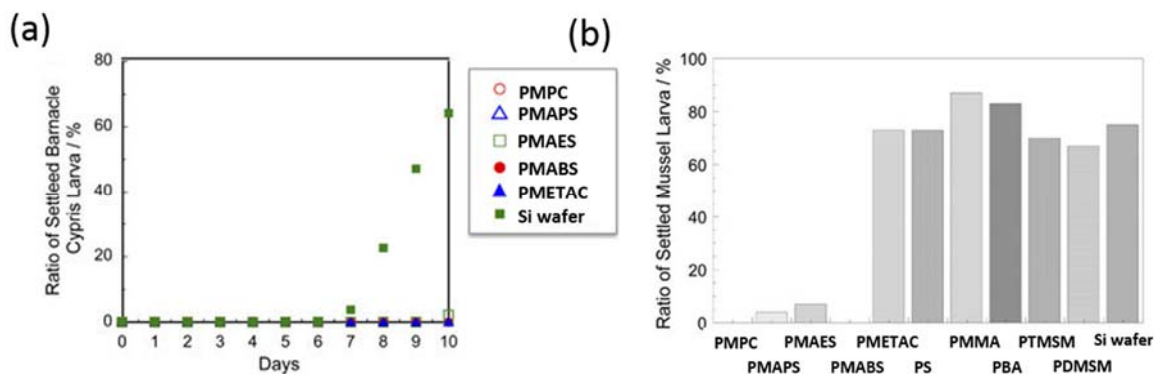 (a)
80
60
40
20
0
Ratio of Settleed Barnacle
Cypris Larva / %
0 1 2 3 4 5 6 7 8 9 10
Days
PMPC
PMAPS
PMAES
PMABS
PMETAC
Si wafer
(b)
100
80
60
40
20
0
Ratio of Settled Mussel Larva / %
PMPC PMAES PMETAC PMMA PTMSM Si wafer
PMAPS PMABS PS PBA PDMSM